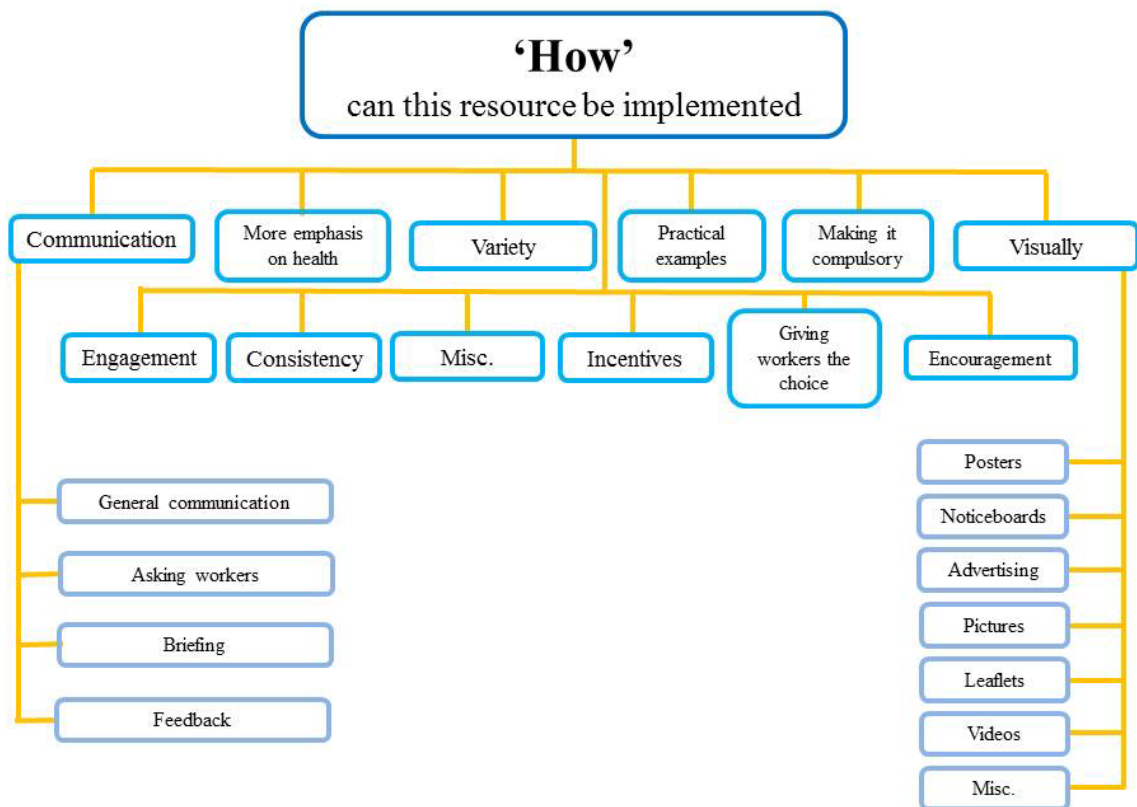 ‘How’
can this resource be implemented
Communication
More emphasis
on health
Variety
Practical
examples
Making it
compulsory
Visually
Engagement
Consistency
Misc.
Incentives
Giving
workers the
choice
Encouragement
General communication
Asking workers
Briefing
Feedback
Posters
Noticeboards
Advertising
Pictures
Leaflets
Videos
Misc.